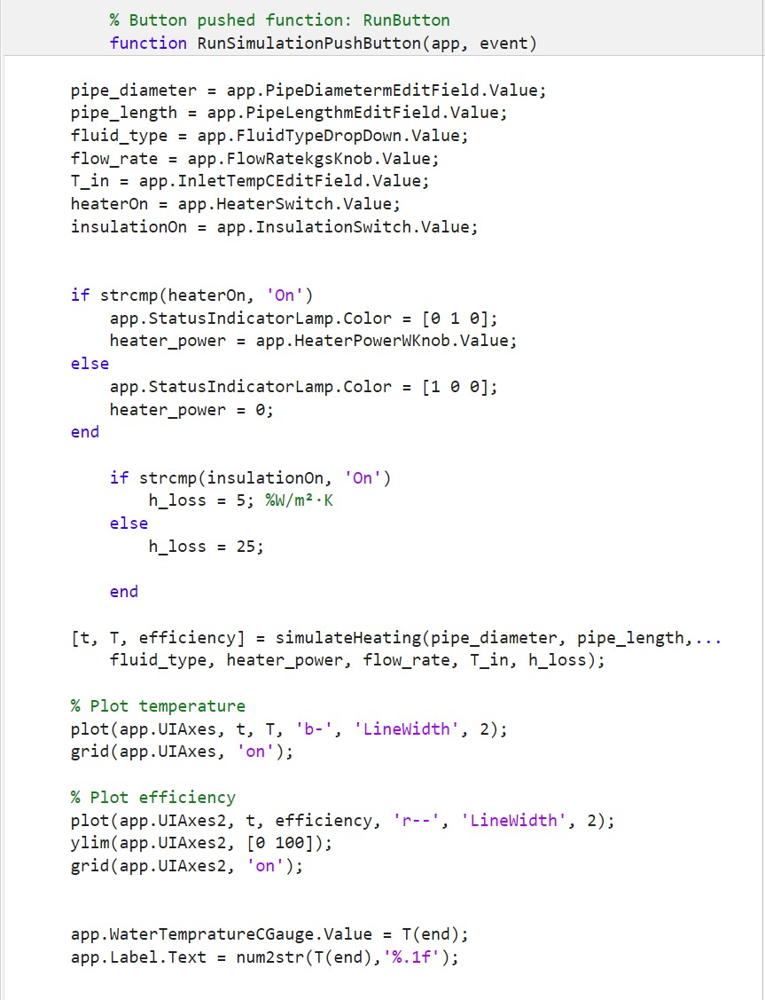 % Button pushed function: RunButton
function RunSimulationPushButton(app, event)
pipe_diameter = app.PipeDiametermEditField.Value;
pipe_length = app.PipeLengthmEditField.Value;
fluid_type = app.FluidTypeDropDown.Value;
flow_rate = app.FlowRatekgsKnob.Value;
T_in = app.InletTempCEditField.Value;
heaterOn = app.HeaterSwitch.Value;
insulationOn = app.InsulationSwitch.Value;
if strcmp(heaterOn, 'On')
    app.StatusIndicatorLamp.Color = [0 1 0];
    heater_power = app.HeaterPowerWKnob.Value;
else
    app.StatusIndicatorLamp.Color = [1 0 0];
    heater_power = 0;
end
    if strcmp(insulationOn, 'On')
        h_loss = 5; %W/m²·K
    else
        h_loss = 25;
    end
[t, T, efficiency] = simulateHeating(pipe_diameter, pipe_length,...
    fluid_type, heater_power, flow_rate, T_in, h_loss);
% Plot temperature
plot(app.UIAxes, t, T, 'b-', 'LineWidth', 2);
grid(app.UIAxes, 'on');
% Plot efficiency
plot(app.UIAxes2, t, efficiency, 'r--', 'LineWidth', 2);
ylim(app.UIAxes2, [0 100]);
grid(app.UIAxes2, 'on');
app.WaterTempratureCGauge.Value = T(end);
app.Label.Text = num2str(T(end),'%.1f');